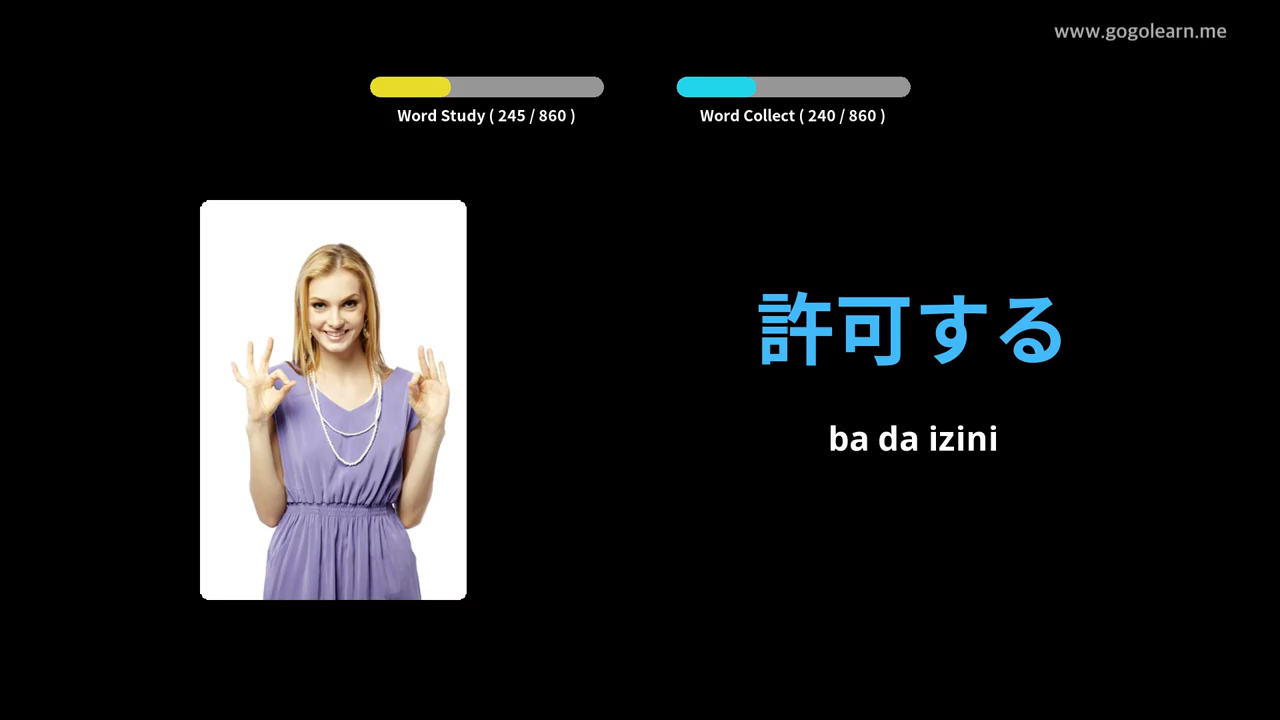 www.gogolearn.me
Word Study ( 245 / 860 )
Word Collect ( 240 / 860 )
許可する
ba da izini